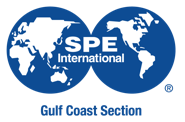 SPE
International
®
Gulf Coast Section